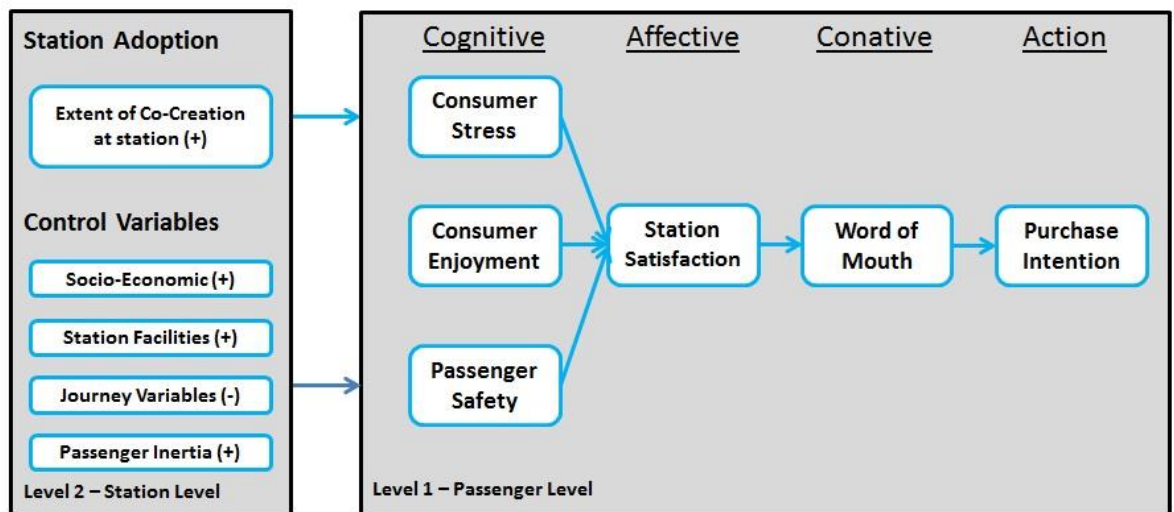 Station Adoption
Extent of Co-Creation
at station (+)
Control Variables
Socio-Economic (+)
Station Facilities (+)
Journey Variables (-)
Passenger Inertia (+)
Level 2 – Station Level
Cognitive
Affective
Conative
Action
Consumer
Stress
Consumer
Enjoyment
Passenger
Safety
Station
Satisfaction
Word of
Mouth
Purchase
Intention
Level 1 – Passenger Level